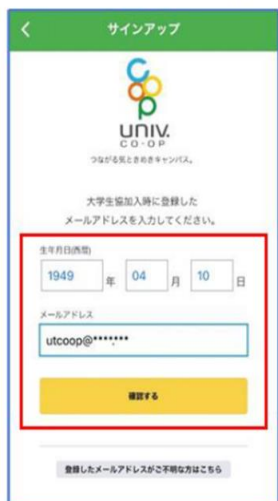 サインアップ
UNIV.
CO-OP
つながる気ときめきキャンパス。
大学生協加入時に登録した
メールアドレスを入力してください。
生年月日(西暦)
1949 年 04 月 10 日
メールアドレス
utcoop@*******
確認する
登録したメールアドレスがご不明な方はこちら